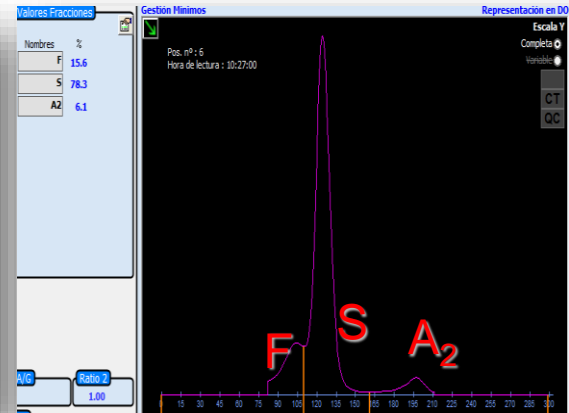 Valores Fracciones
Nombres %
F 15.6
S 78.3
A2 6.1
A/G
Ratio 2
1.00
Gestión Mínimos
Representación en DO
Pos. nº : 6
Hora de lectura : 10:27:00
Escala Y
Completa
Variable
CT
QC
F
S
A2
0 15 30 45 60 75 90 105 120 135 150 165 180 195 210 225 240 255 270 285 300